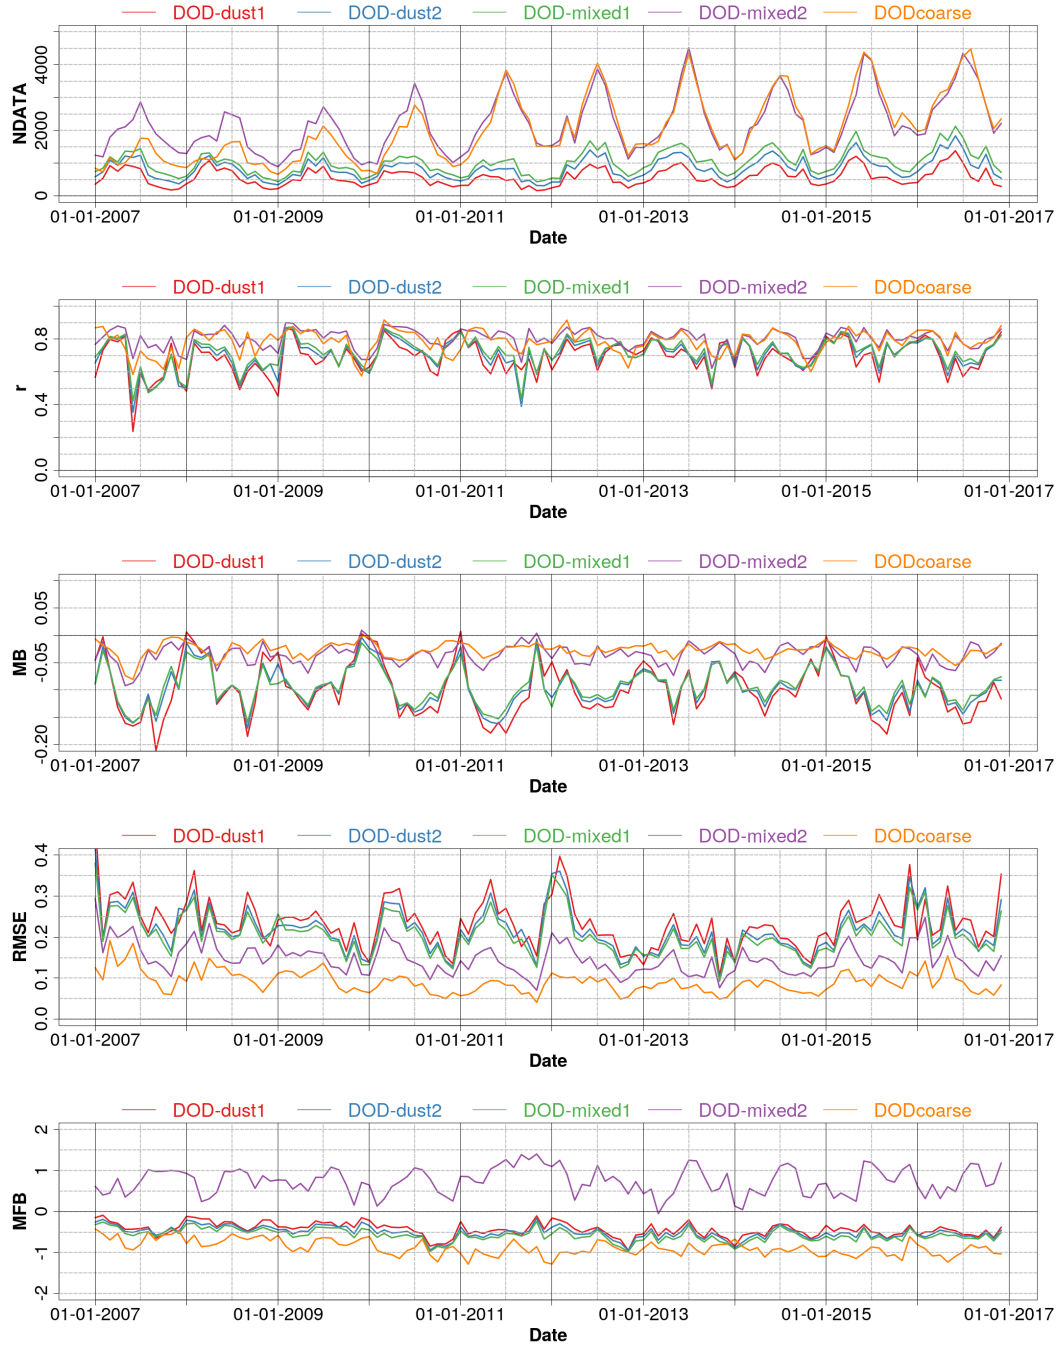 DOD-dust1 DOD-dust2 DOD-mixed1 DOD-mixed2 DODcoarse
NDATA
4000
2000
0
01-01-2007 01-01-2009 01-01-2011 01-01-2013 01-01-2015 01-01-2017
Date
DOD-dust1 DOD-dust2 DOD-mixed1 DOD-mixed2 DODcoarse
r
0.8
0.4
0.0
01-01-2007 01-01-2009 01-01-2011 01-01-2013 01-01-2015 01-01-2017
Date
DOD-dust1 DOD-dust2 DOD-mixed1 DOD-mixed2 DODcoarse
MB
0.05
-0.05
-0.20
01-01-2007 01-01-2009 01-01-2011 01-01-2013 01-01-2015 01-01-2017
Date
DOD-dust1 DOD-dust2 DOD-mixed1 DOD-mixed2 DODcoarse
RMSE
0.4
0.3
0.2
0.1
0.0
01-01-2007 01-01-2009 01-01-2011 01-01-2013 01-01-2015 01-01-2017
Date
DOD-dust1 DOD-dust2 DOD-mixed1 DOD-mixed2 DODcoarse
MFB
2
1
0
-1
-2
01-01-2007 01-01-2009 01-01-2011 01-01-2013 01-01-2015 01-01-2017
Date